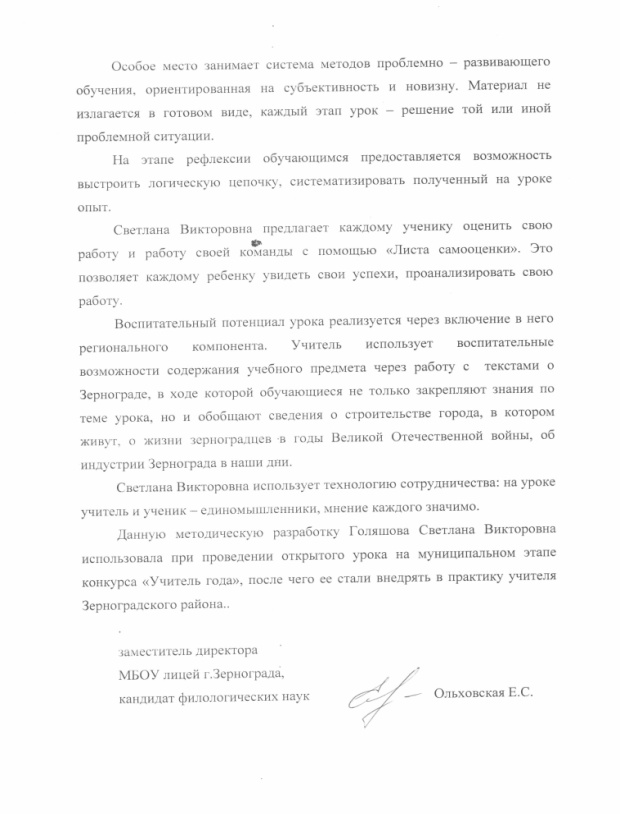 Особое место занимает система методов проблемно – развивающего
обучения, ориентированная на субъективность и новизну. Материал не
излагается в готовом виде, каждый этап урок – решение той или иной
проблемной ситуации.
На этапе рефлексии обучающимся предоставляется возможность
выстроить логическую цепочку, систематизировать полученный на уроке
опыт.
Светлана Викторовна предлагает каждому ученику оценить свою
работу и работу своей команды с помощью «Листа самооценки». Это
позволяет каждому ребенку увидеть свои успехи, проанализировать свою
работу.
Воспитательный потенциал урока реализуется через включение в него
регионального компонента. Учитель использует воспитательные
возможности содержания учебного предмета через работу с текстами о
Зернограде, в ходе которой обучающиеся не только закрепляют знания по
теме урока, но и обобщают сведения о строительстве города, в котором
живут, о жизни зерноградцев в годы Великой Отечественной войны, об
индустрии Зернограда в наши дни.
Светлана Викторовна использует технологию сотрудничества: на уроке
учитель и ученик – единомышленники, мнение каждого значимо.
Данную методическую разработку Голяшова Светлана Викторовна
использовала при проведении открытого урока на муниципальном этапе
конкурса «Учитель года», после чего ее стали внедрять в практику учителя
Зерноградского района..
заместитель директора
МБОУ лицей г.Зернограда,
кандидат филологических наук
Ольховская Е.С.